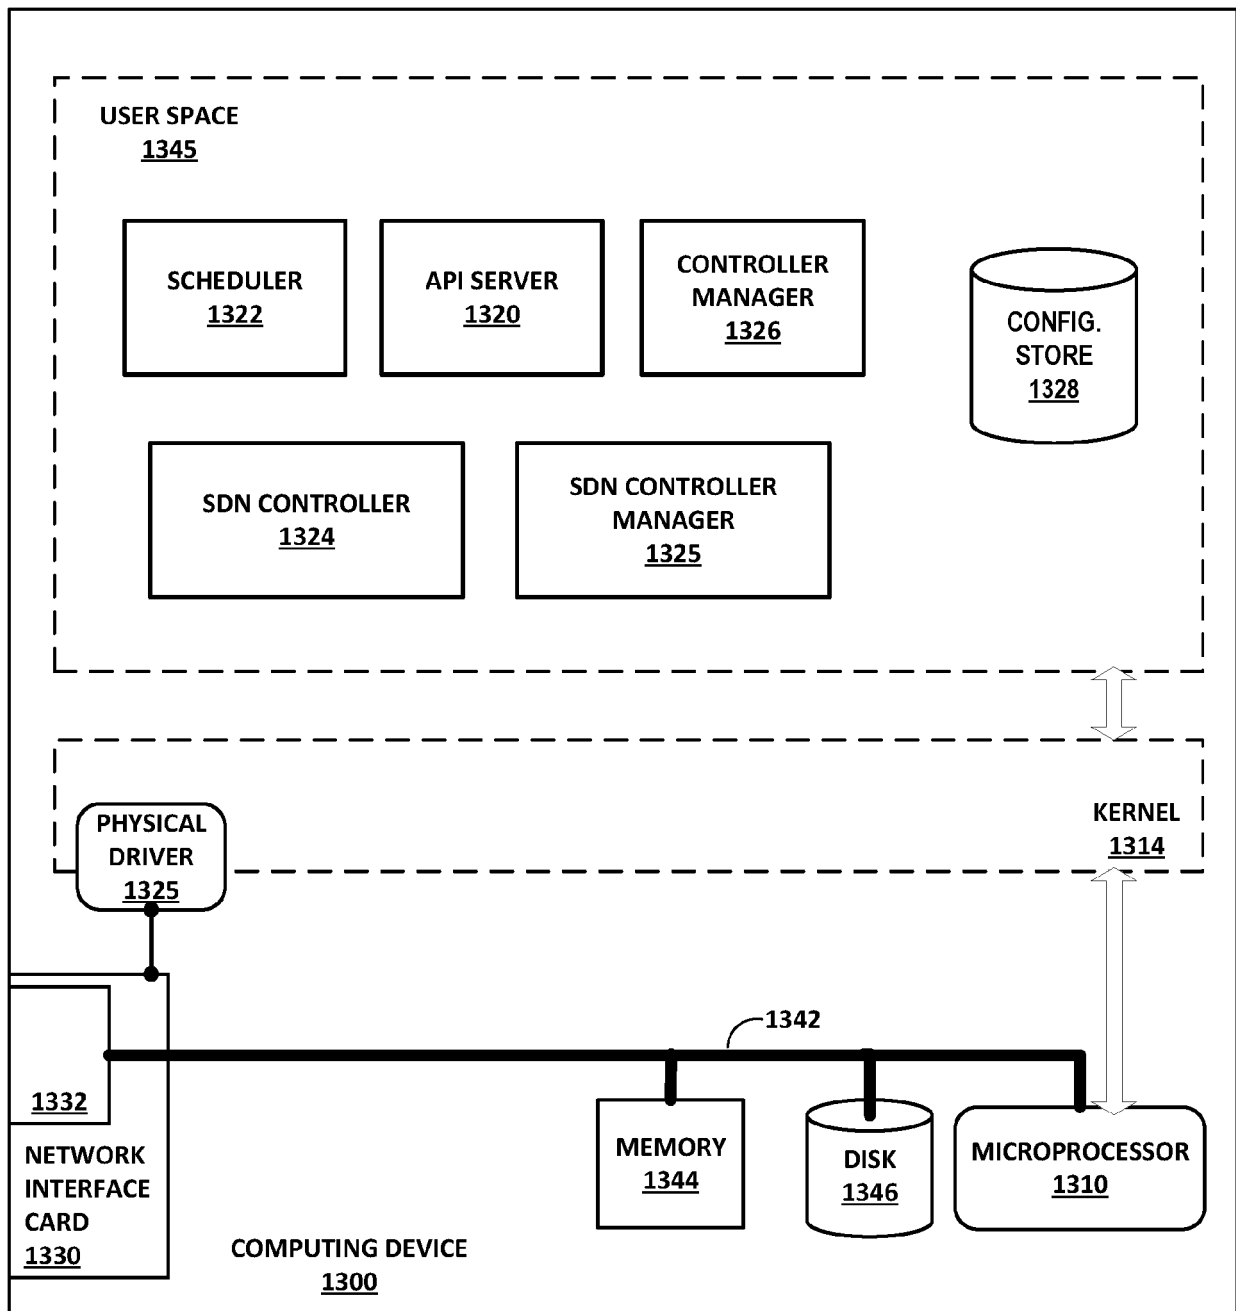 USER SPACE
1345
SCHEDULER
1322
API SERVER
1320
CONTROLLER
MANAGER
1326
CONFIG.
STORE
1328
SDN CONTROLLER
1324
SDN CONTROLLER
MANAGER
1325
KERNEL
1314
PHYSICAL
DRIVER
1325
1342
1332
NETWORK
INTERFACE
CARD
1330
MEMORY
1344
DISK
1346
MICROPROCESSOR
1310
COMPUTING DEVICE
1300